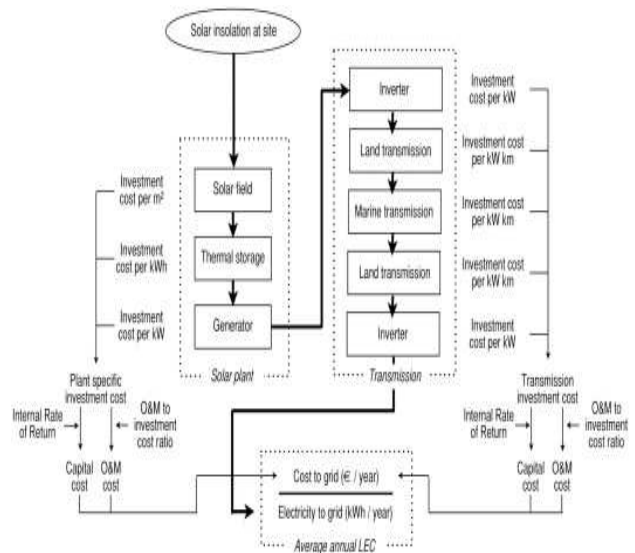 Solar insolation at site
Investment
cost per m²
Investment
cost per kWh
Investment
cost per kW
Solar field
Thermal storage
Generator
Solar plant
Inverter
Land transmission
Marine transmission
Land transmission
Inverter
Transmission
Investment
cost per kW
Investment cost
per kW km
Investment cost
per kW km
Investment cost
per kW km
Investment
cost per kW
Plant specific
investment cost
Internal Rate
of Return
O&M to
investment
cost ratio
Capital
cost
O&M
cost
Transmission
investment cost
Internal Rate
of Return
O&M to
investment
cost ratio
Capital
cost
O&M
cost
Cost to grid (€ / year)
Electricity to grid (kWh / year)
Average annual LEC